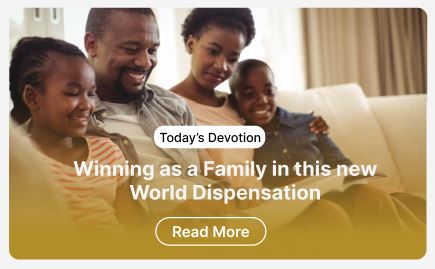 Today's Devotion
Winning as a Family in this new
World Dispensation
Read More